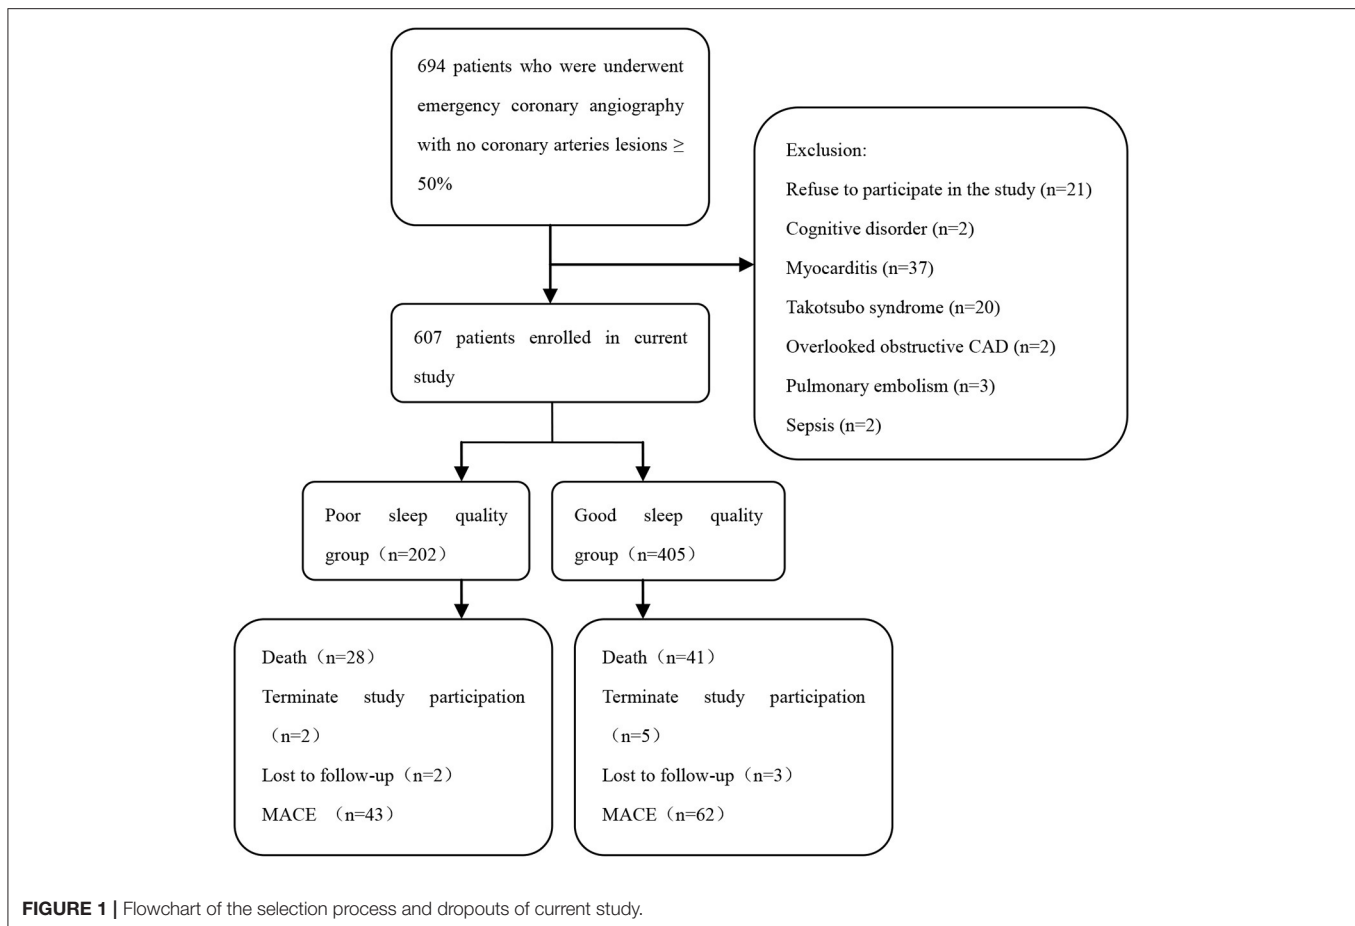 694 patients who were underwent
emergency coronary angiography
with no coronary arteries lesions ≥
50%
Exclusion:
Refuse to participate in the study (n=21)
Cognitive disorder (n=2)
Myocarditis (n=37)
Takotsubo syndrome (n=20)
Overlooked obstructive CAD (n=2)
Pulmonary embolism (n=3)
Sepsis (n=2)
607 patients enrolled in current
study
Poor sleep quality
group（n=202）
Good sleep quality
group（n=405）
Death（n=28）
Terminate study participation
（n=2）
Lost to follow-up（n=2）
MACE （n=43）
Death（n=41）
Terminate study participation
（n=5）
Lost to follow-up（n=3）
MACE（n=62）
FIGURE 1 | Flowchart of the selection process and dropouts of current study.